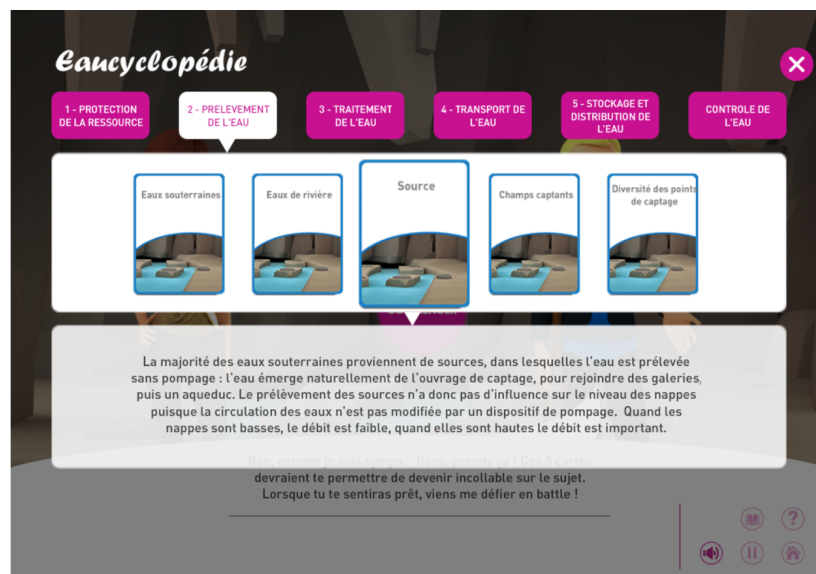 Eaucyclopédie
1 - PROTECTION
DE LA RESSOURCE
2 - PRELEVEMENT
DE L'EAU
3 - TRAITEMENT
DE L'EAU
4 - TRANSPORT DE
L'EAU
5 - STOCKAGE ET
DISTRIBUTION DE
L'EAU
CONTROLE DE
L'EAU
Eaux souterraines
Eaux de rivière
Source
Champs captants
Diversité des points
de captage
La majorité des eaux souterraines proviennent de sources, dans lesquelles l'eau est prélevée
sans pompage : l'eau émerge naturellement de l'ouvrage de captage, pour rejoindre des galeries,
puis un aqueduc. Le prélèvement des sources n'a donc pas d'influence sur le niveau des nappes
puisque la circulation des eaux n'est pas modifiée par un dispositif de pompage. Quand les
nappes sont basses, le débit est faible, quand elles sont hautes le débit est important.
Bon, comme je suis sympa... tiens, prends ça ! Ces 5 cartes
devraient te permettre de devenir incollable sur le sujet.
Lorsque tu te sentiras prêt, viens me défier en battle !
?